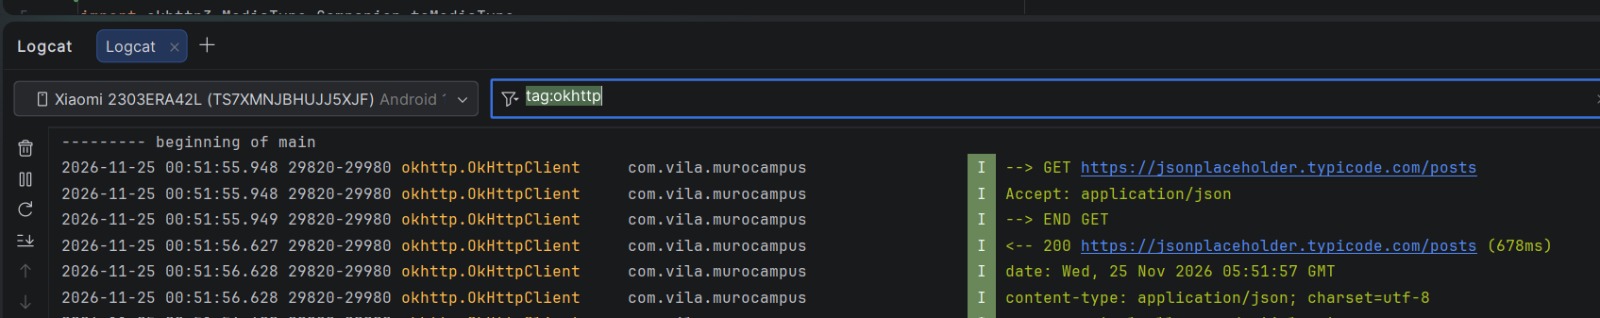 import okhttp3.MediaType.Companion.toMediaType
Logcat Logcat × +
Xiaomi 2303ERA42L (TS7XMNJBHUJJ5XJF) Android tag:okhttp
--------- beginning of main
2026-11-25 00:51:55.948 29820-29980 okhttp.OkHttpClient com.vila.murocampus I --> GET https://jsonplaceholder.typicode.com/posts
2026-11-25 00:51:55.948 29820-29980 okhttp.OkHttpClient com.vila.murocampus I Accept: application/json
2026-11-25 00:51:55.949 29820-29980 okhttp.OkHttpClient com.vila.murocampus I --> END GET
2026-11-25 00:51:56.627 29820-29980 okhttp.OkHttpClient com.vila.murocampus I <-- 200 https://jsonplaceholder.typicode.com/posts (678ms)
2026-11-25 00:51:56.628 29820-29980 okhttp.OkHttpClient com.vila.murocampus I date: Wed, 25 Nov 2026 05:51:57 GMT
2026-11-25 00:51:56.628 29820-29980 okhttp.OkHttpClient com.vila.murocampus I content-type: application/json; charset=utf-8